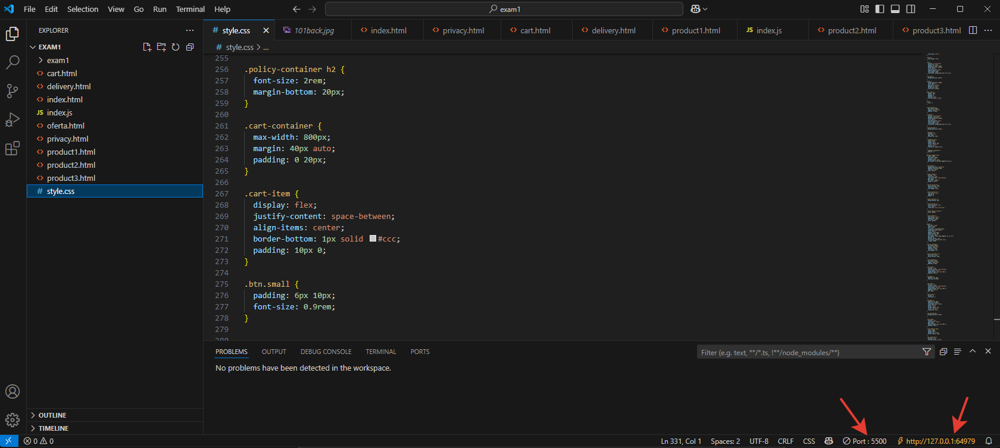 File Edit Selection View Go Run Terminal Help
exam1
EXPLORER
EXAM1
exam1
cart.html
delivery.html
index.html
JS index.js
oferta.html
privacy.html
product1.html
product2.html
product3.html
# style.css
OUTLINE
TIMELINE
# style.css 101back.jpg index.html privacy.html cart.html delivery.html product1.html JS index.js product2.html product3.html
# style.css > ...
255
256 .policy-container h2 {
257 font-size: 2rem;
258 margin-bottom: 20px;
259 }
260
261 .cart-container {
262 max-width: 800px;
263 margin: 40px auto;
264 padding: 0 20px;
265 }
266
267 .cart-item {
268 display: flex;
269 justify-content: space-between;
270 align-items: center;
271 border-bottom: 1px solid #ccc;
272 padding: 10px 0;
273 }
274
275 .btn.small {
276 padding: 6px 10px;
277 font-size: 0.9rem;
278 }
279
280
PROBLEMS OUTPUT DEBUG CONSOLE TERMINAL PORTS
Filter (e.g. text, **/*.ts, !**/node_modules/**)
No problems have been detected in the workspace.
0 0 Ln 331, Col 1 Spaces: 2 UTF-8 CRLF CSS Port : 5500 http://127.0.0.1:64979